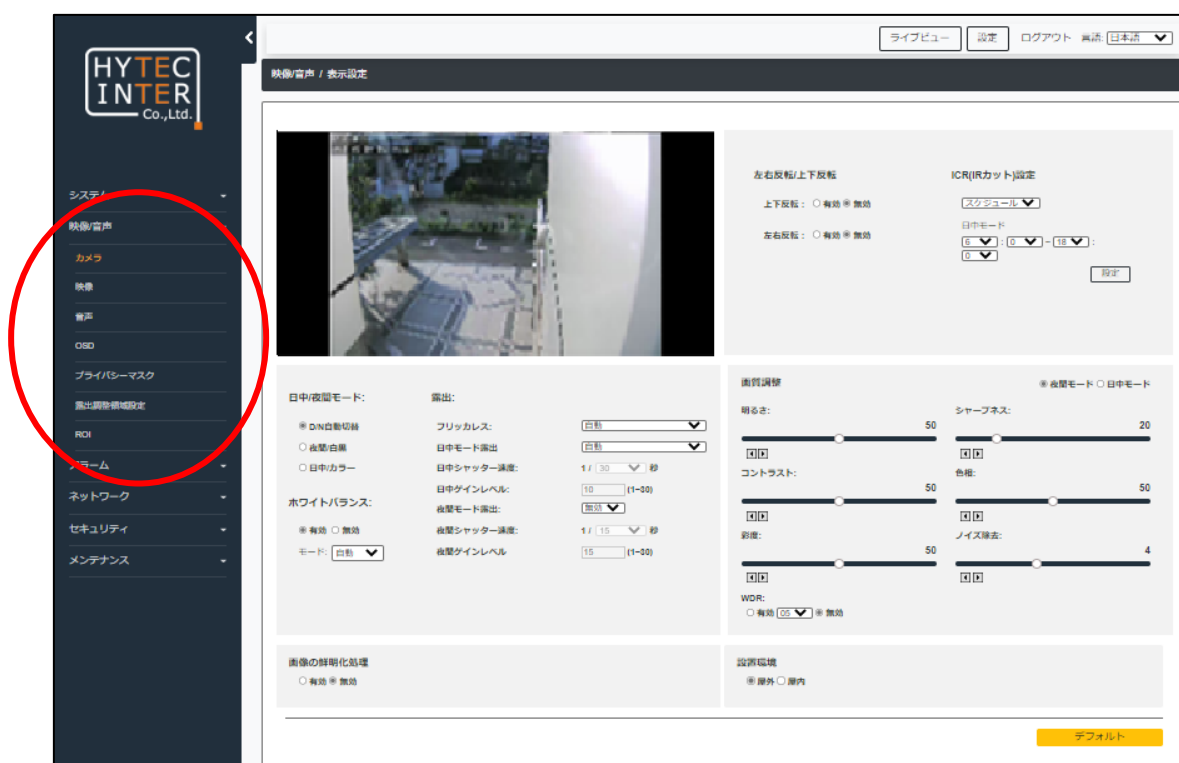 HYTEC
INTER
Co.,Ltd.
ライブビュー 設定 ログアウト 言語: 日本語
映像/音声 / 表示設定
システム
映像/音声
カメラ
映像
音声
OSD
プライバシーマスク
露出調整領域設定
ROI
アラーム
ネットワーク
セキュリティ
メンテナンス
左右反転/上下反転
上下反転： 有効 無効
左右反転： 有効 無効
ICR(IRカット)設定
スケジュール
日中モード
6 : 0 − 18 :
0
設定
日中/夜間モード:
D/N自動切替
夜間/白黒
日中/カラー
ホワイトバランス:
有効 無効
モード: 自動
露出:
フリッカレス: 自動
日中モード露出 自動
日中シャッター速度: 1 / 30 秒
日中ゲインレベル: 10 (1~30)
夜間モード露出: 無効
夜間シャッター速度: 1 / 15 秒
夜間ゲインレベル 15 (1~30)
画質調整 夜間モード 日中モード
明るさ: 50
シャープネス: 20
コントラスト: 50
色相: 50
彩度: 50
ノイズ除去: 4
WDR:
有効 05 無効
画像の鮮明化処理
有効 無効
設置環境
屋外 屋内
デフォルト